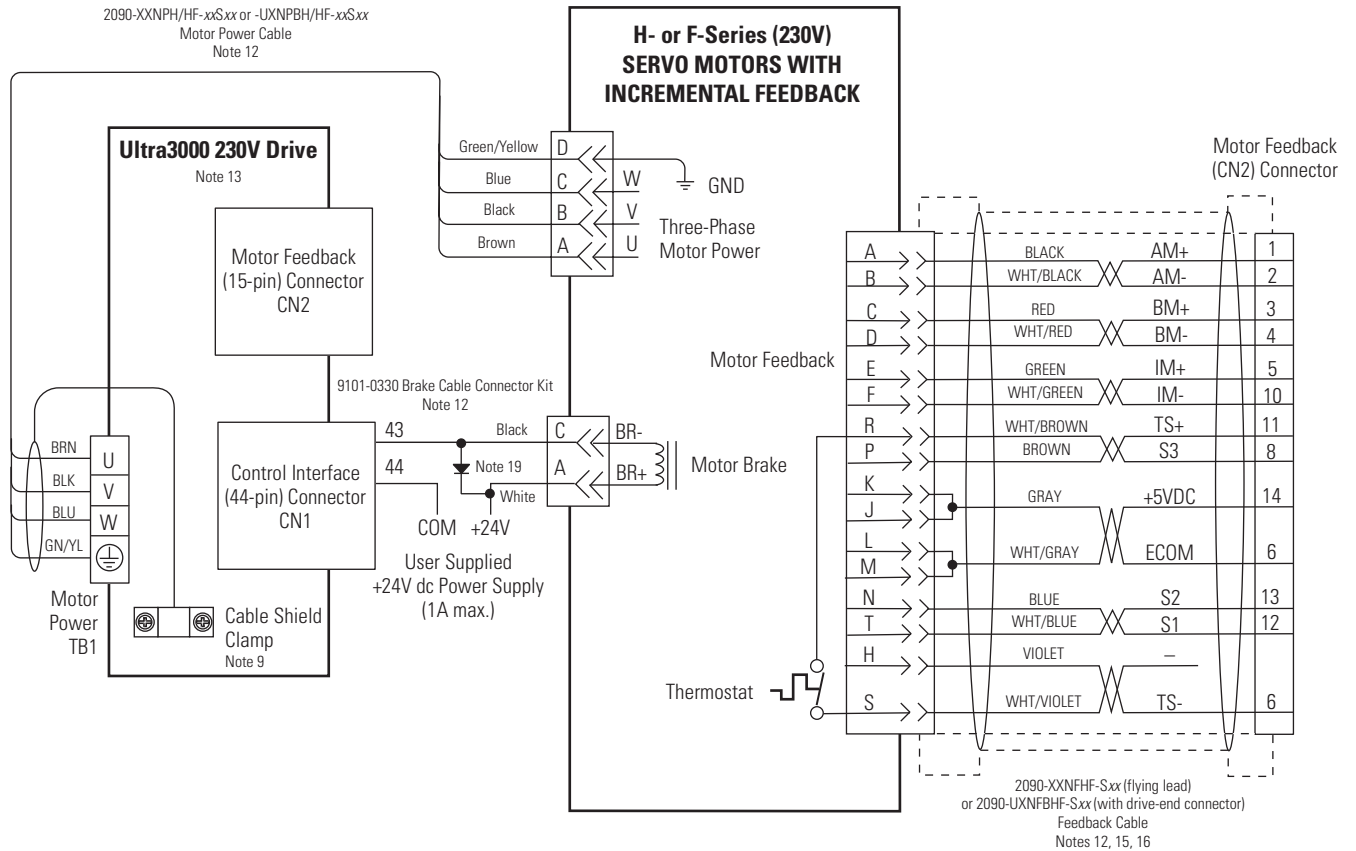 2090-XXNPH/HF-xxSxx or -UXNPBH/HF-xxSxx
Motor Power Cable
Note 12
H- or F-Series (230V)
SERVO MOTORS WITH
INCREMENTAL FEEDBACK
Ultra3000 230V Drive
Note 13
Motor Feedback
(15-pin) Connector
CN2
Control Interface
(44-pin) Connector
CN1
BRN
U
BLK
V
BLU
W
GN/YL
Motor
Power
TB1
Cable Shield
Clamp
Note 9
Green/Yellow
D
GND
Blue
C
W
Black
B
V
Brown
A
U
Three-Phase
Motor Power
9101-0330 Brake Cable Connector Kit
Note 12
43
Black
C
BR-
44
Note 19
White
A
BR+
Motor Brake
COM
+24V
User Supplied
+24V dc Power Supply
(1A max.)
Motor Feedback
Thermostat
Motor Feedback
(CN2) Connector
A
BLACK
AM+
1
B
WHT/BLACK
AM-
2
C
RED
BM+
3
D
WHT/RED
BM-
4
E
GREEN
IM+
5
F
WHT/GREEN
IM-
10
R
WHT/BROWN
TS+
11
P
BROWN
S3
8
K
GRAY
+5VDC
14
J
L
WHT/GRAY
ECOM
6
M
N
BLUE
S2
13
T
WHT/BLUE
S1
12
H
VIOLET
–
S
WHT/VIOLET
TS-
6
2090-XXNFHF-Sxx (flying lead)
or 2090-UXNFBHF-Sxx (with drive-end connector)
Feedback Cable
Notes 12, 15, 16